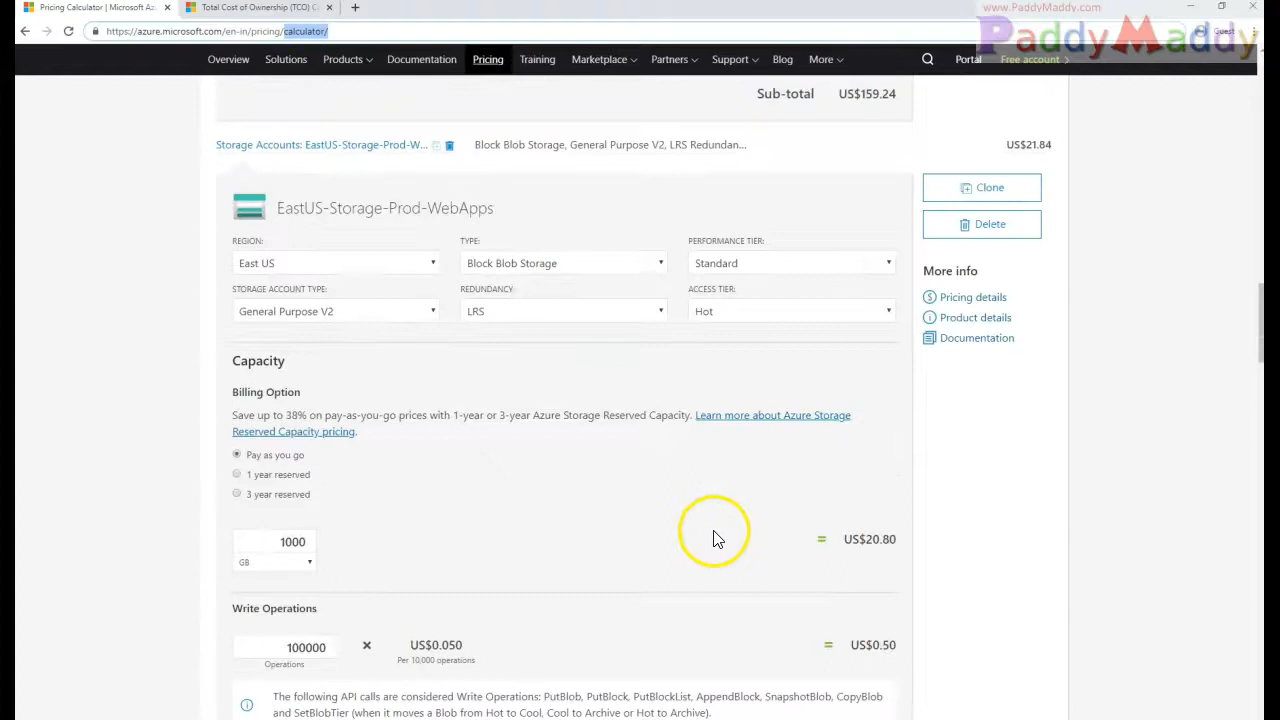 Pricing Calculator | Microsoft Az
Total Cost of Ownership (TCO) C
www.PaddyMaddy.com
https://azure.microsoft.com/en-in/pricing/calculator/
Guest
PaddyMaddy.
Overview Solutions Products Documentation Pricing Training Marketplace Partners Support Blog More Portal Free account
Sub-total US$159.24
Storage Accounts: EastUS-Storage-Prod-W... Block Blob Storage, General Purpose V2, LRS Redundan... US$21.84
Clone
EastUS-Storage-Prod-WebApps
Delete
REGION: TYPE: PERFORMANCE TIER:
East US Block Blob Storage Standard
More info
STORAGE ACCOUNT TYPE: REDUNDANCY: ACCESS TIER:
Pricing details
General Purpose V2 LRS Hot
Product details
Documentation
Capacity
Billing Option
Save up to 38% on pay-as-you-go prices with 1-year or 3-year Azure Storage Reserved Capacity. Learn more about Azure Storage
Reserved Capacity pricing.
Pay as you go
1 year reserved
3 year reserved
1000 = US$20.80
GB
Write Operations
100000 × US$0.050 = US$0.50
Operations Per 10,000 operations
The following API calls are considered Write Operations: PutBlob, PutBlock, PutBlockList, AppendBlock, SnapshotBlob, CopyBlob
and SetBlobTier (when it moves a Blob from Hot to Cool, Cool to Archive or Hot to Archive).